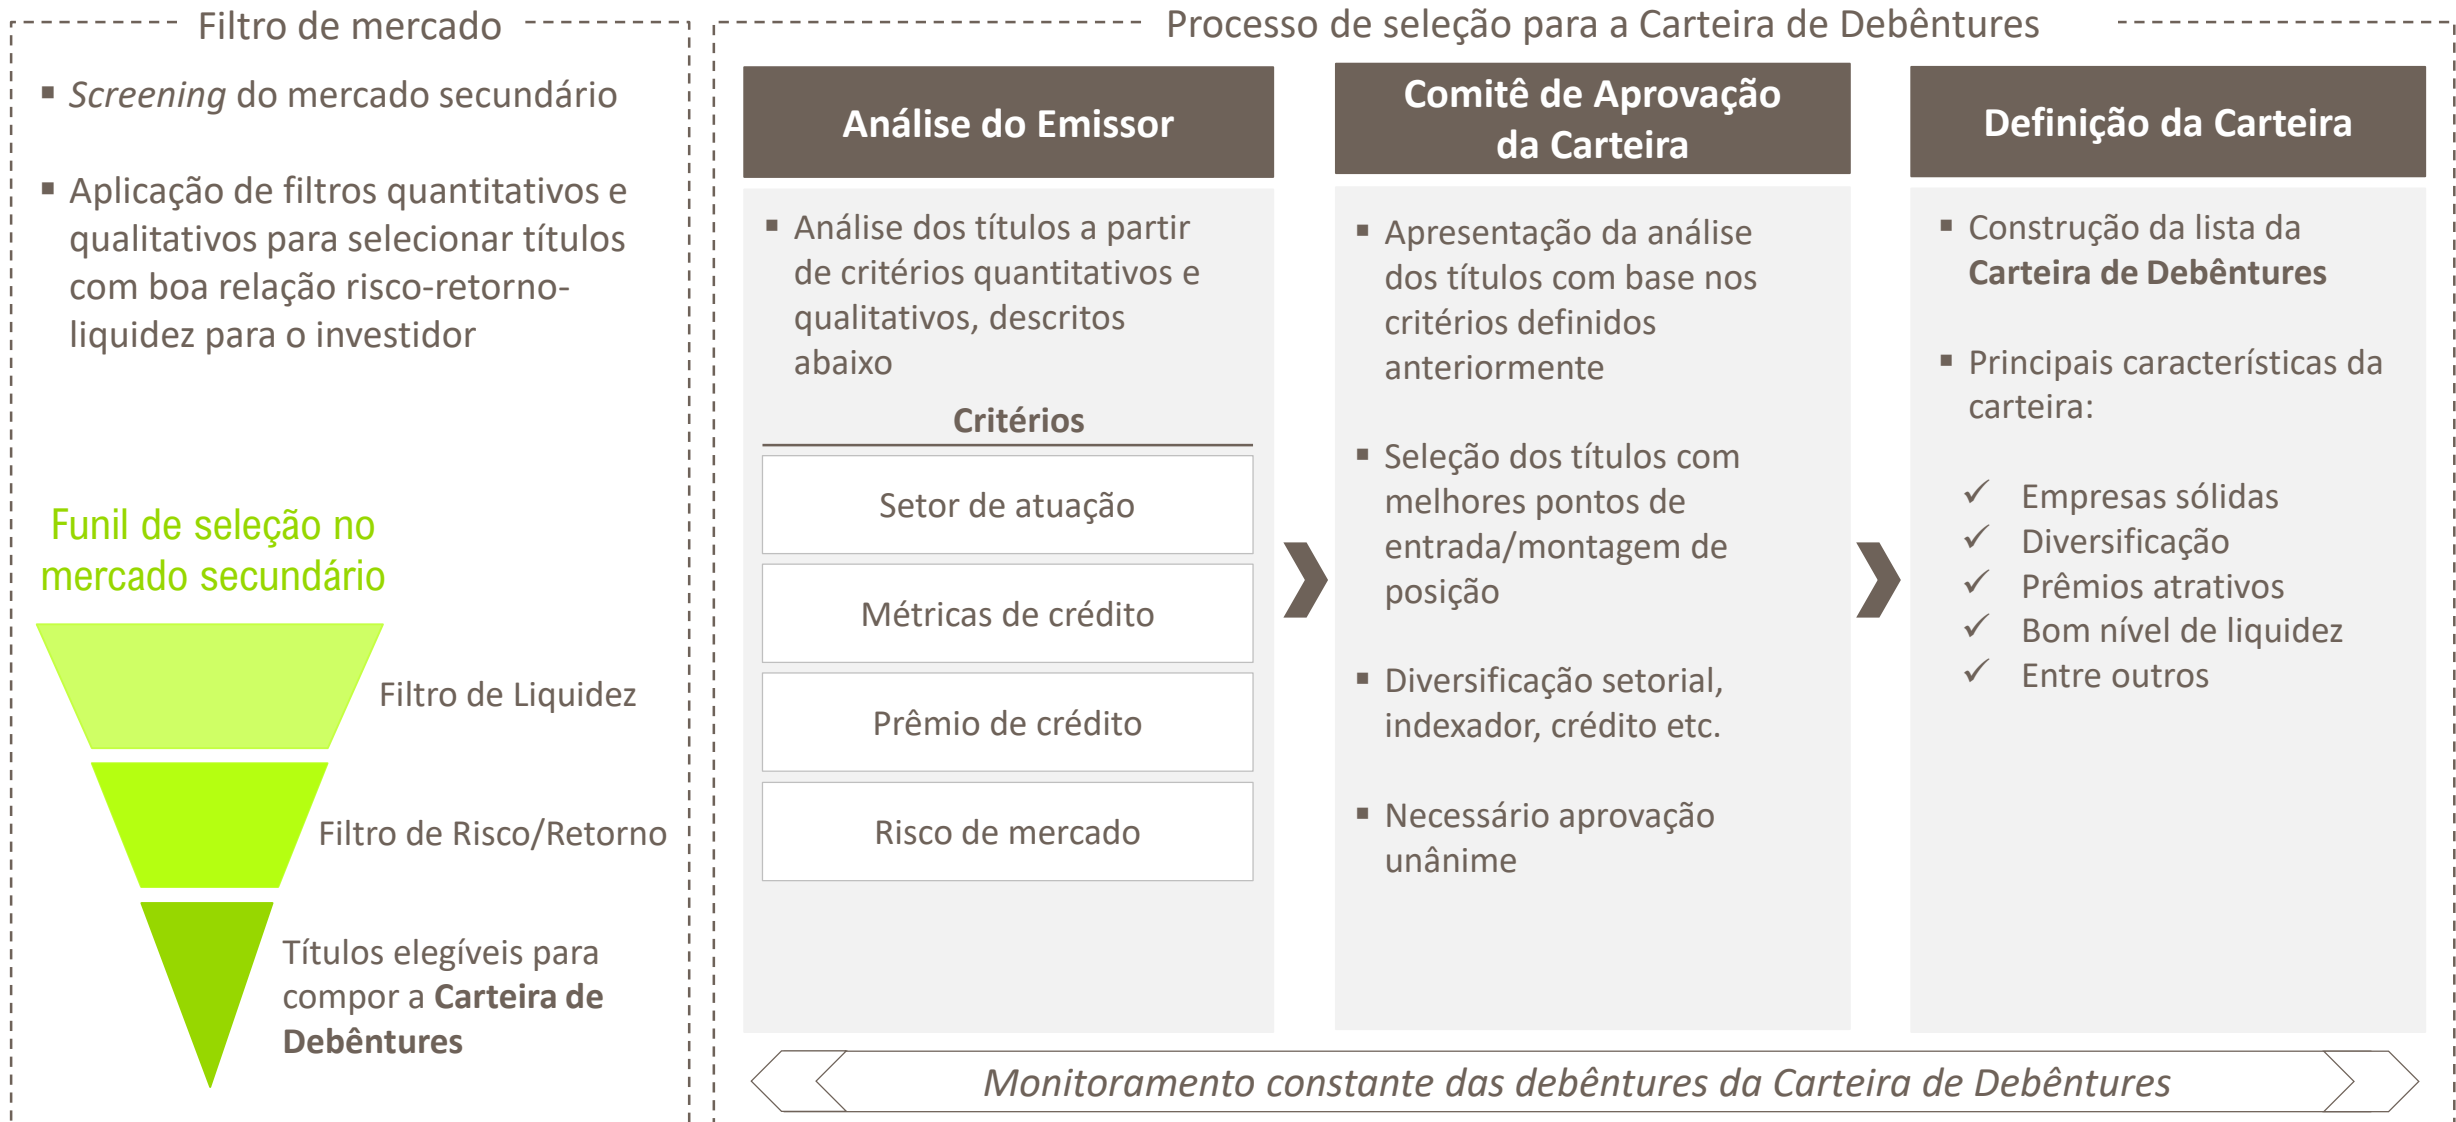 Filtro de mercado
▪ Screening do mercado secundário
▪ Aplicação de filtros quantitativos e
qualitativos para selecionar títulos
com boa relação risco-retorno-
liquidez para o investidor
Funil de seleção no
mercado secundário
Filtro de Liquidez
Filtro de Risco/Retorno
Títulos elegíveis para
compor a Carteira de
Debêntures
Processo de seleção para a Carteira de Debêntures
Análise do Emissor
▪ Análise dos títulos a partir
de critérios quantitativos e
qualitativos, descritos
abaixo
Critérios
Setor de atuação
Métricas de crédito
Prêmio de crédito
Risco de mercado
Comitê de Aprovação
da Carteira
▪ Apresentação da análise
dos títulos com base nos
critérios definidos
anteriormente
▪ Seleção dos títulos com
melhores pontos de
entrada/montagem de
posição
▪ Diversificação setorial,
indexador, crédito etc.
▪ Necessário aprovação
unânime
Definição da Carteira
▪ Construção da lista da
Carteira de Debêntures
▪ Principais características da
carteira:
✓ Empresas sólidas
✓ Diversificação
✓ Prêmios atrativos
✓ Bom nível de liquidez
✓ Entre outros
Monitoramento constante das debêntures da Carteira de Debêntures